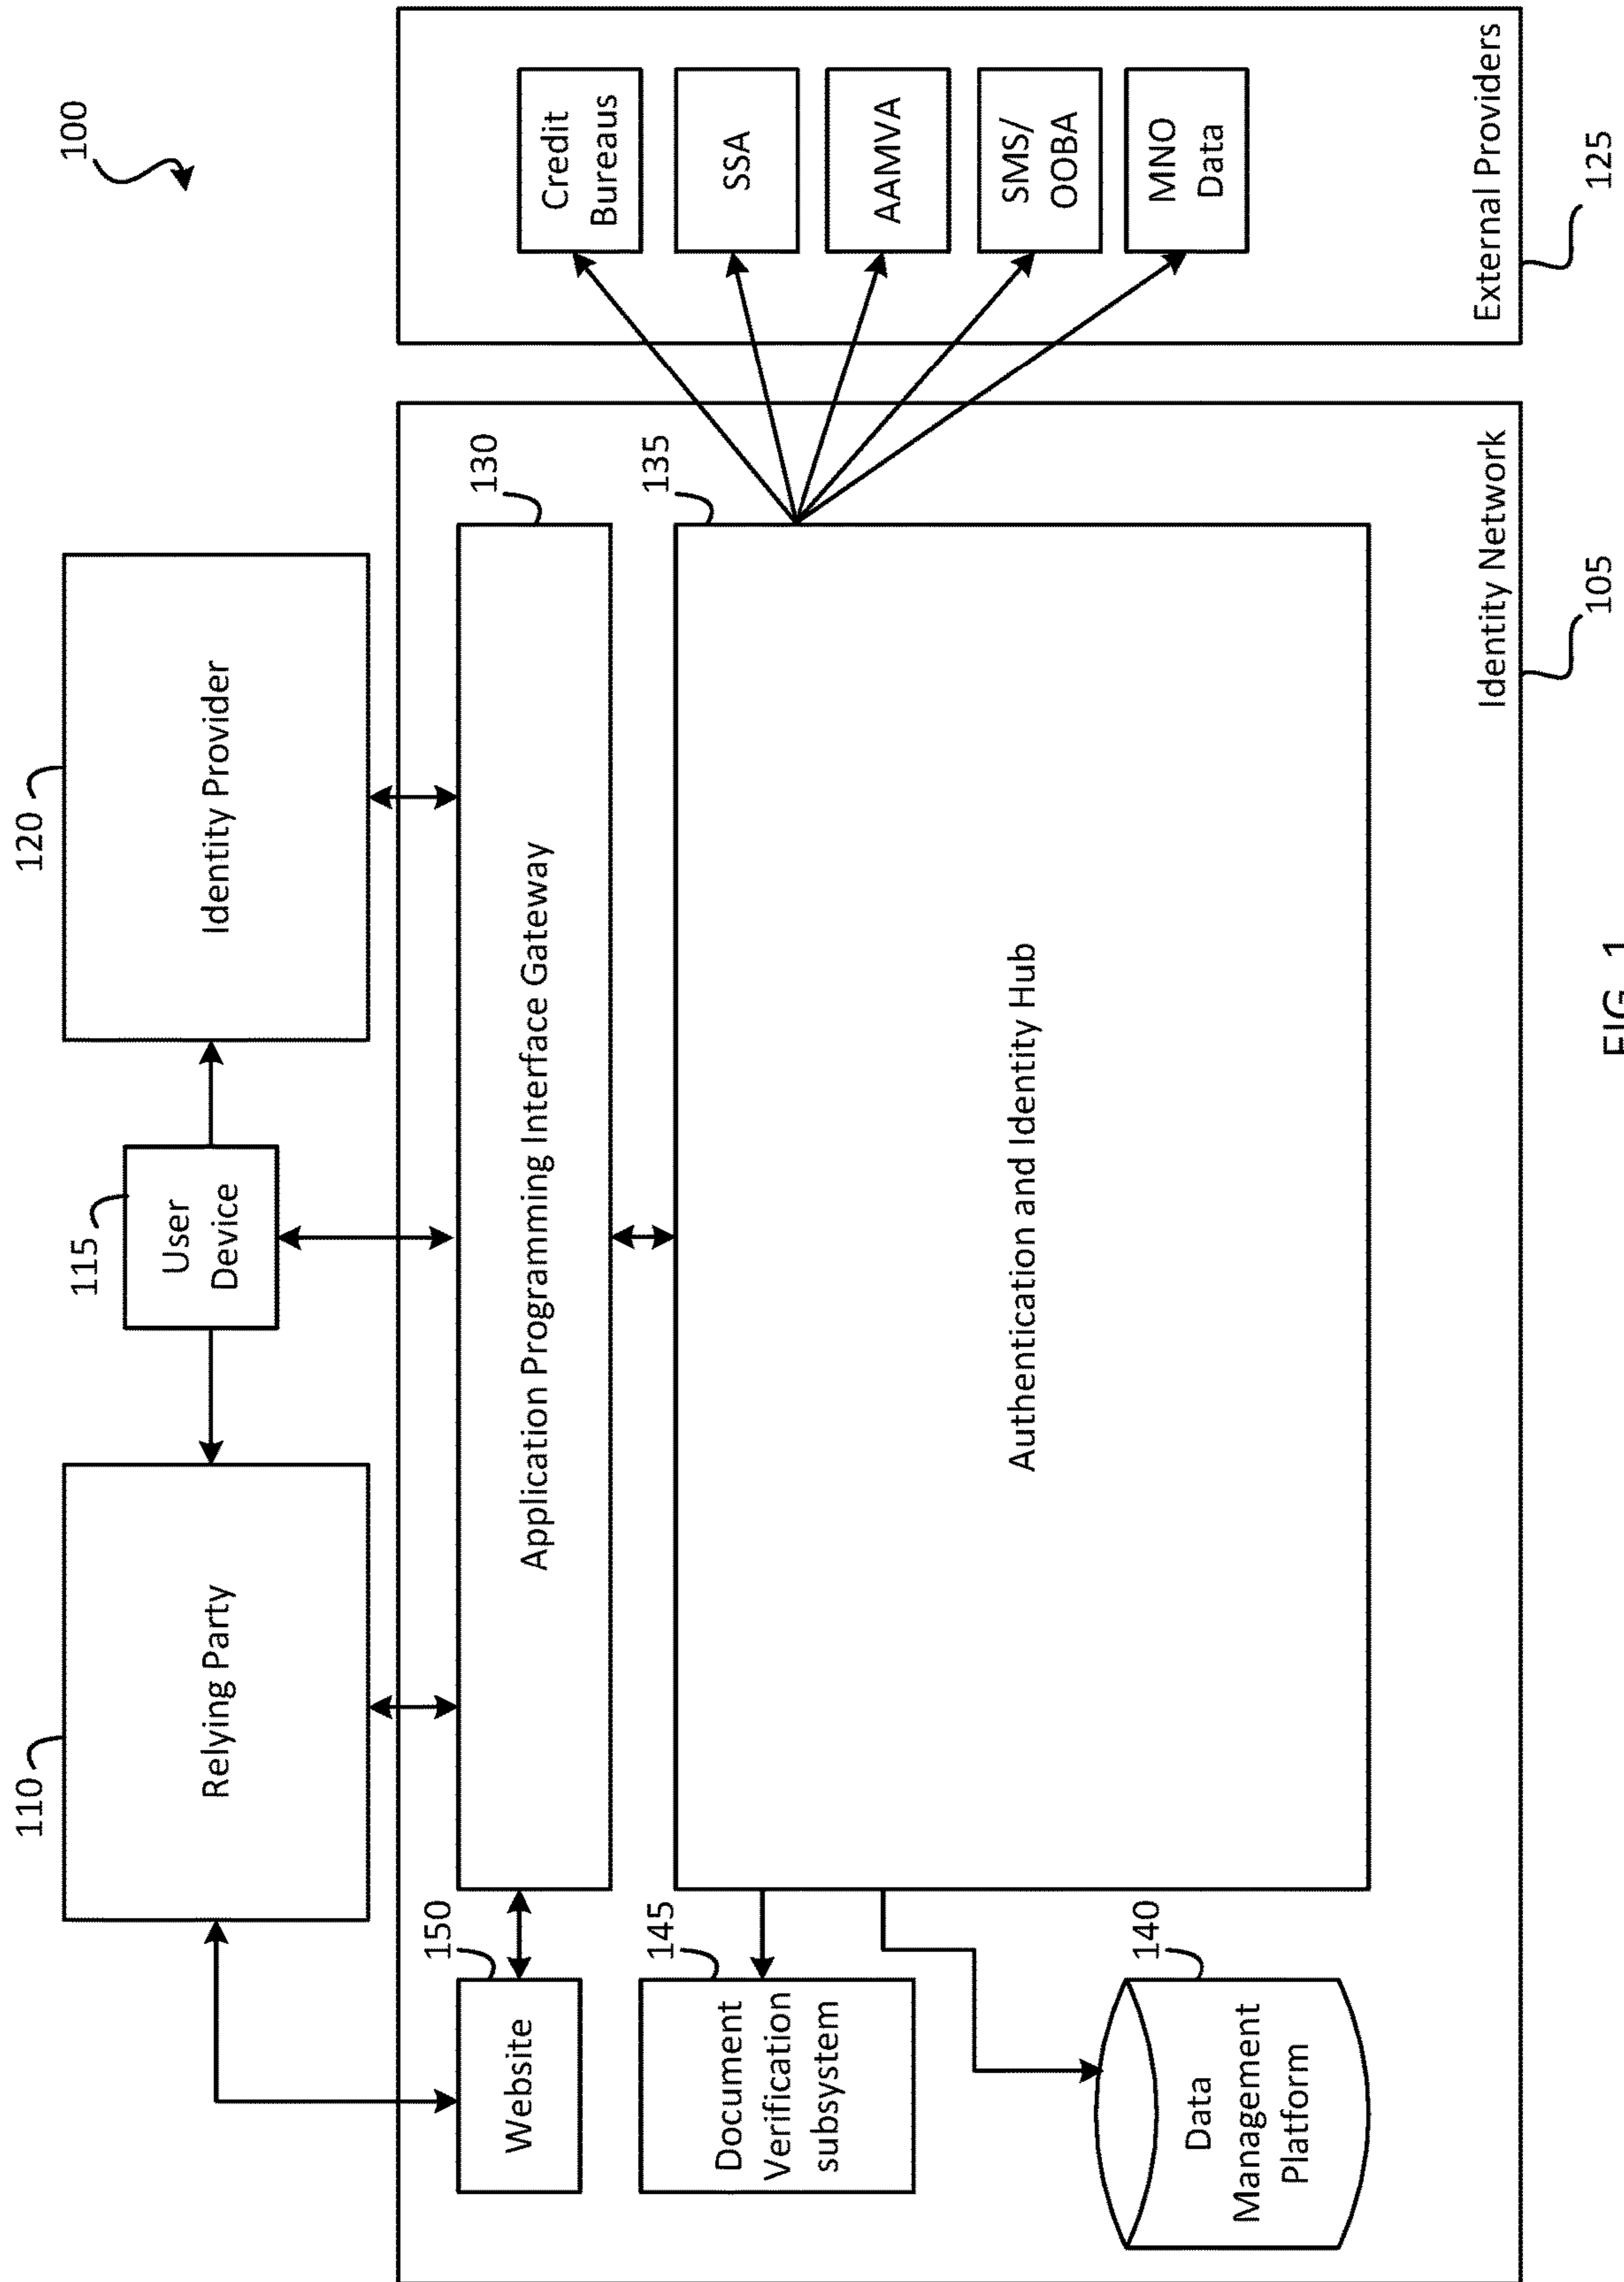 100
110
Relying Party
115
User
Device
120
Identity Provider
150
Website
130
Application Programming Interface Gateway
145
Document
Verification
subsystem
135
Authentication and Identity Hub
140
Data
Management
Platform
Identity Network
105
Credit
Bureaus
SSA
AAMVA
SMS/
OOBA
MNO
Data
External Providers
125
FIG. 1